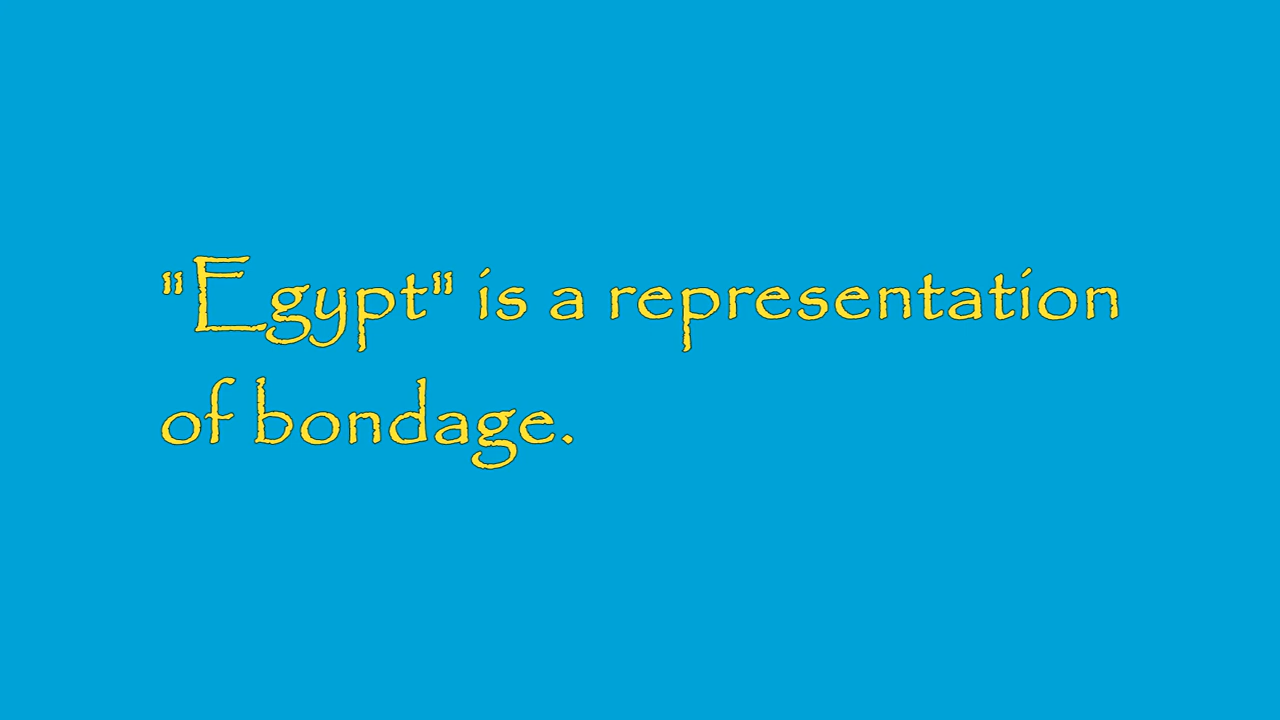 "Egypt" is a representation
of bondage.